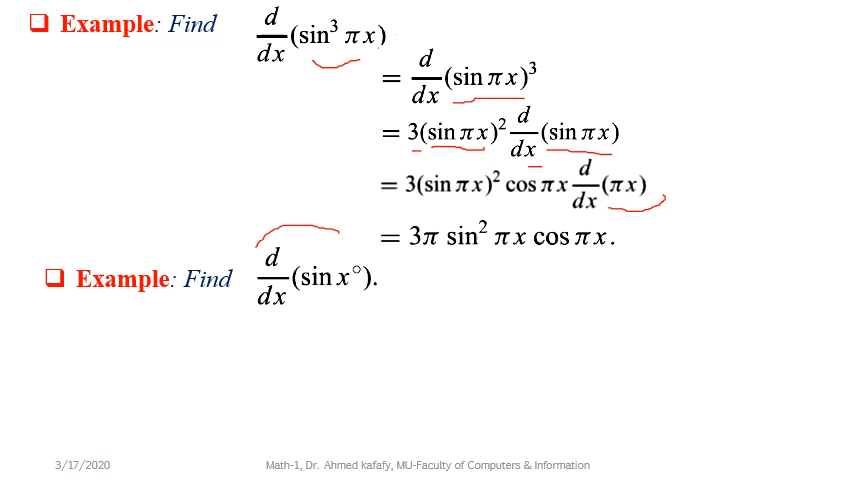 ❑ Example: Find d/dx (sin³ πx)
= d/dx (sin πx)³
= 3(sin πx)² d/dx (sin πx)
= 3(sin πx)² cos πx d/dx (πx)
= 3π sin² πx cos πx.
❑ Example: Find d/dx (sin x°).
3/17/2020 Math-1, Dr. Ahmed kafafy, MU-Faculty of Computers & Information